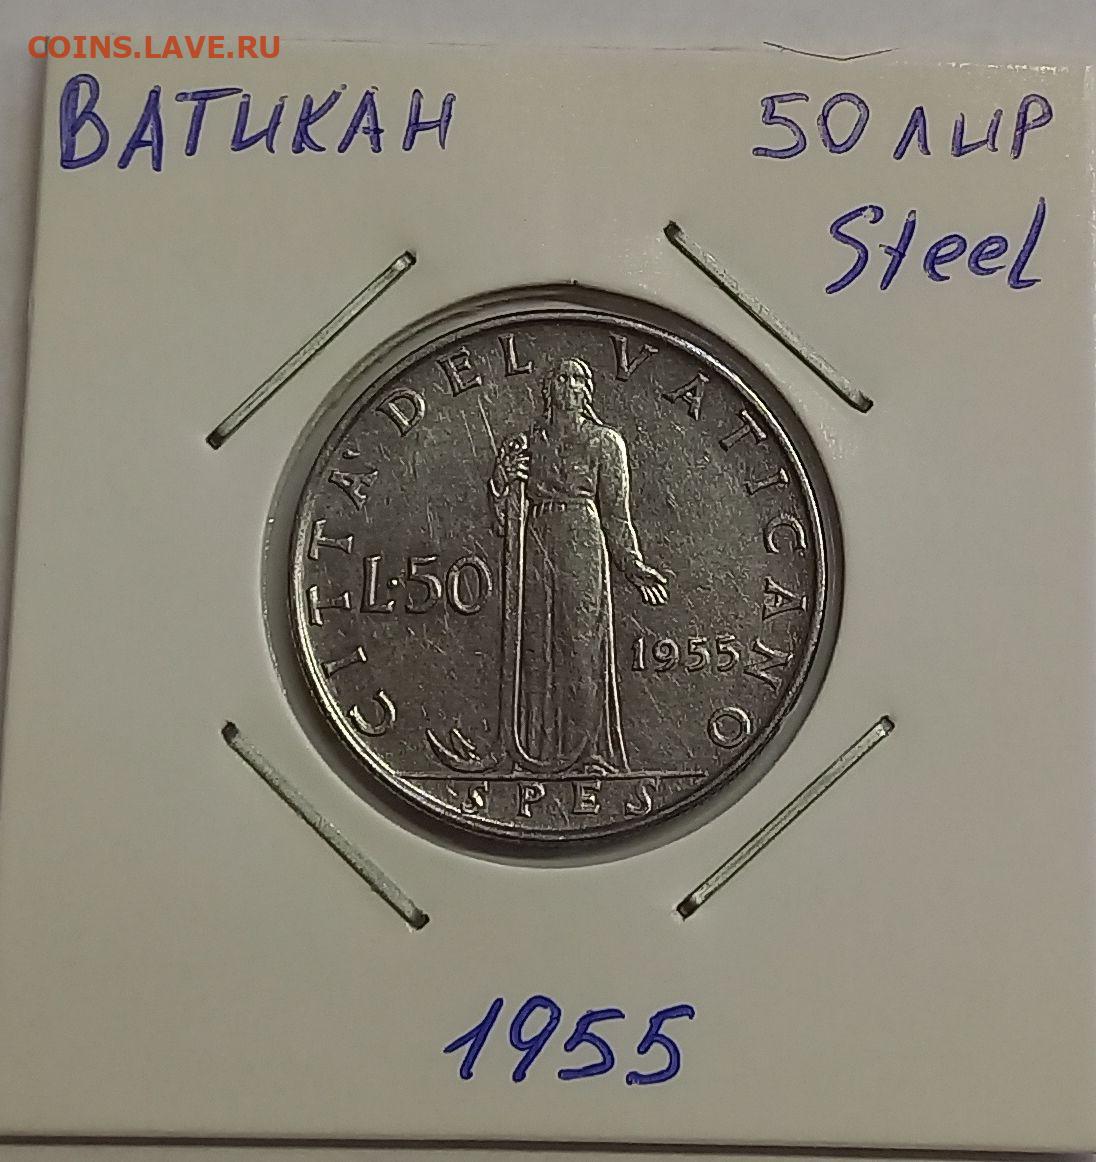 COINS.LAVE.RU
ВАТИКАН
50 лир
Steel
CITTA' DEL VATICANO
L·50
1955
SPES
1955